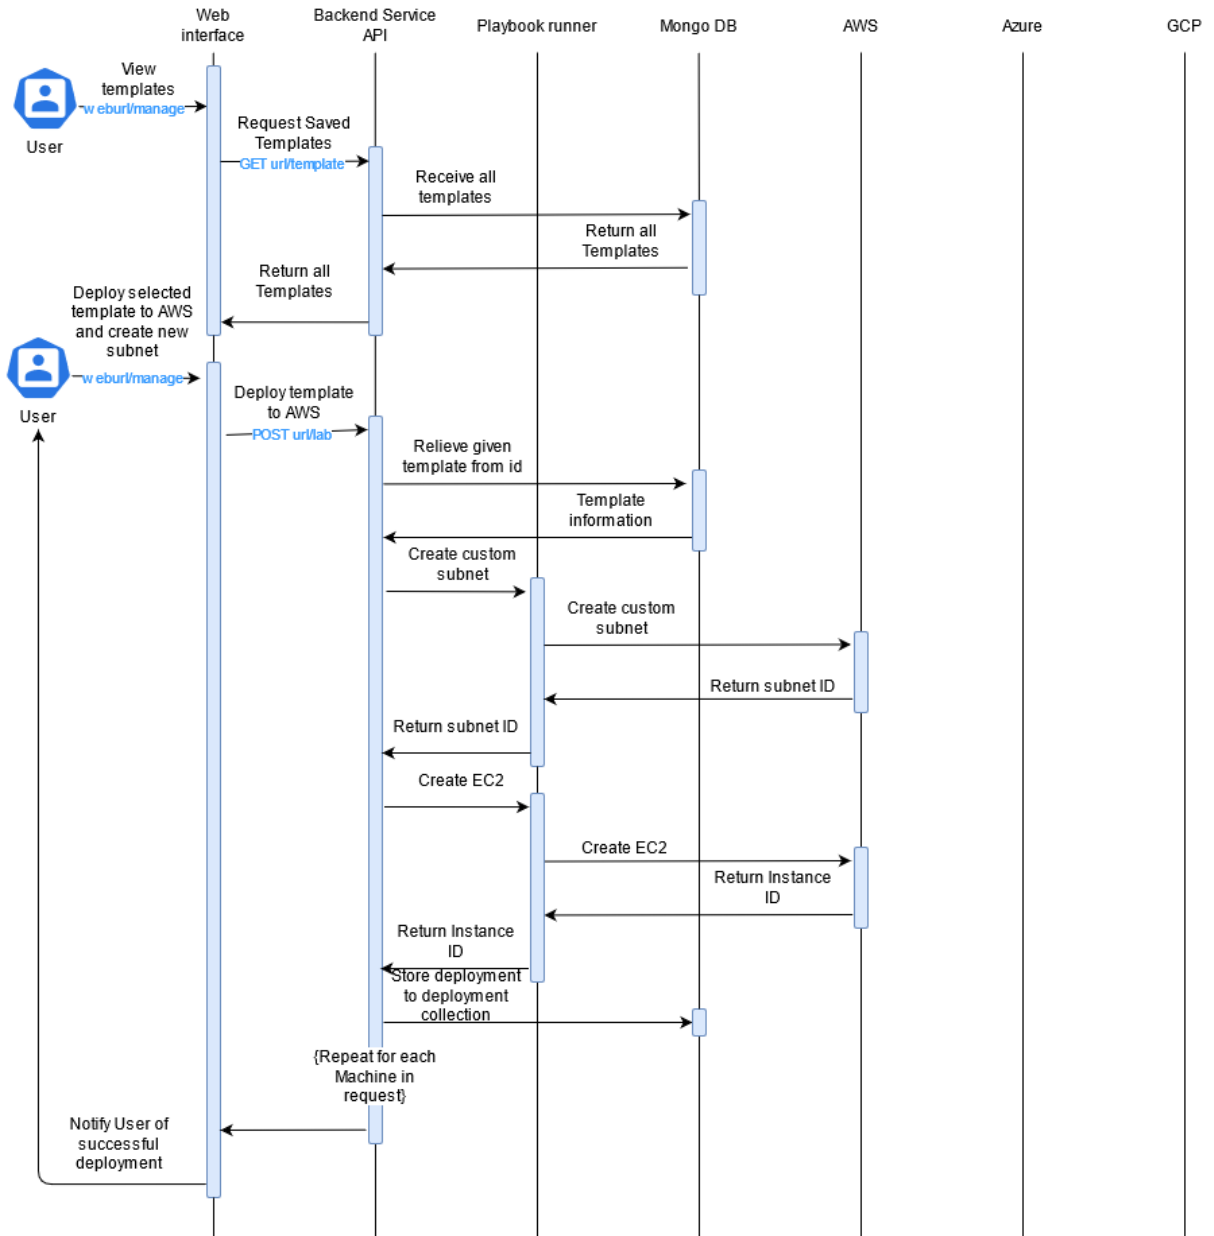 Web
interface
Backend Service
API
Playbook runner
Mongo DB
AWS
Azure
GCP
View
templates
weburl/manage
User
Request Saved
Templates
GET url/template
Receive all
templates
Return all
Templates
Return all
Templates
Deploy selected
template to AWS
and create new
subnet
weburl/manage
User
Deploy template
to AWS
POST url/lab
Relieve given
template from id
Template
information
Create custom
subnet
Create custom
subnet
Return subnet ID
Return subnet ID
Create EC2
Create EC2
Return Instance
ID
Return Instance
ID
Store deployment
to deployment
collection
{Repeat for each
Machine in
request}
Notify User of
successful
deployment